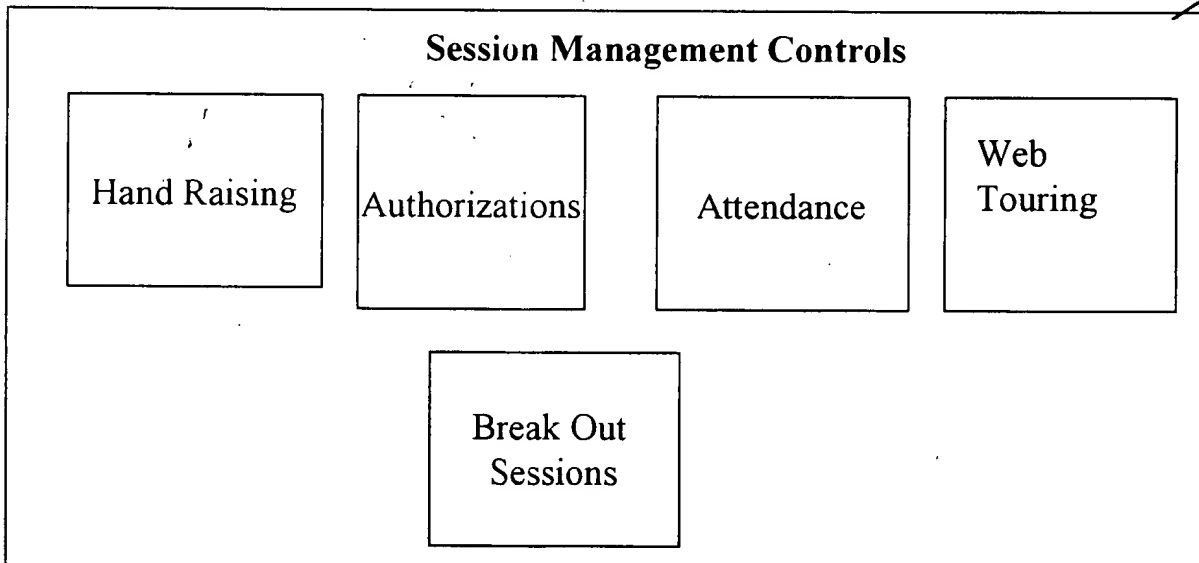 Session Management Controls
Hand Raising
Authorizations
Attendance
Web
Touring
Break Out
Sessions